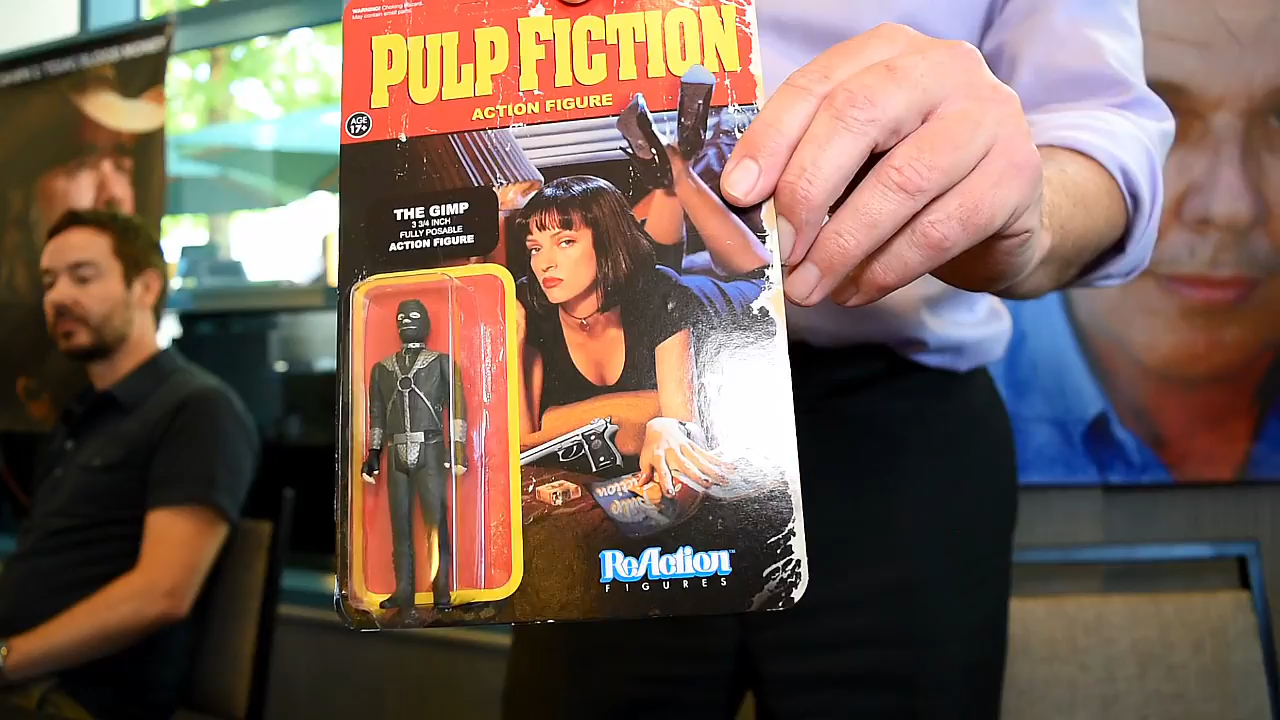 WARNING: Choking Hazard.
May contain small parts.
PULP FICTION
ACTION FIGURE
AGE
17+
THE GIMP
3 3/4 INCH
FULLY POSABLE
ACTION FIGURE
ReAction™
FIGURES